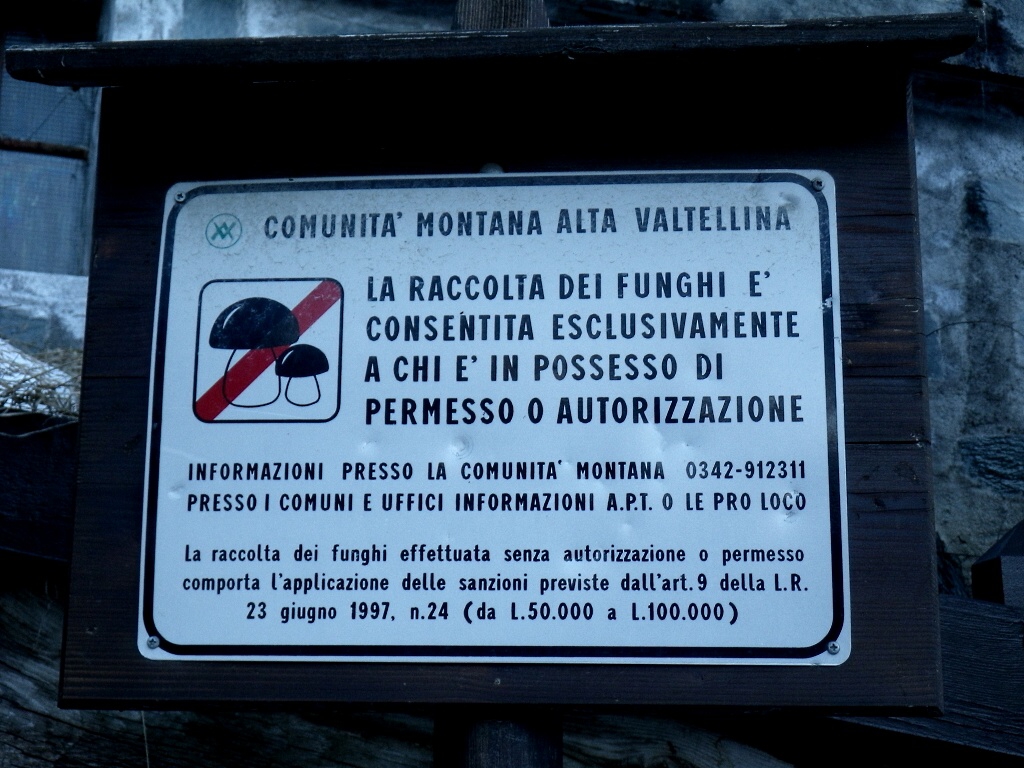 COMUNITA' MONTANA ALTA VALTELLINA
LA RACCOLTA DEI FUNGHI E'
CONSENTITA ESCLUSIVAMENTE
A CHI E' IN POSSESSO DI
PERMESSO O AUTORIZZAZIONE
INFORMAZIONI PRESSO LA COMUNITA' MONTANA 0342-912311
PRESSO I COMUNI E UFFICI INFORMAZIONI A.P.T. O LE PRO LOCO
La raccolta dei funghi effettuata senza autorizzazione o permesso
comporta l'applicazione delle sanzioni previste dall'art. 9 della L.R.
23 giugno 1997, n.24 (da L.50.000 a L.100.000)